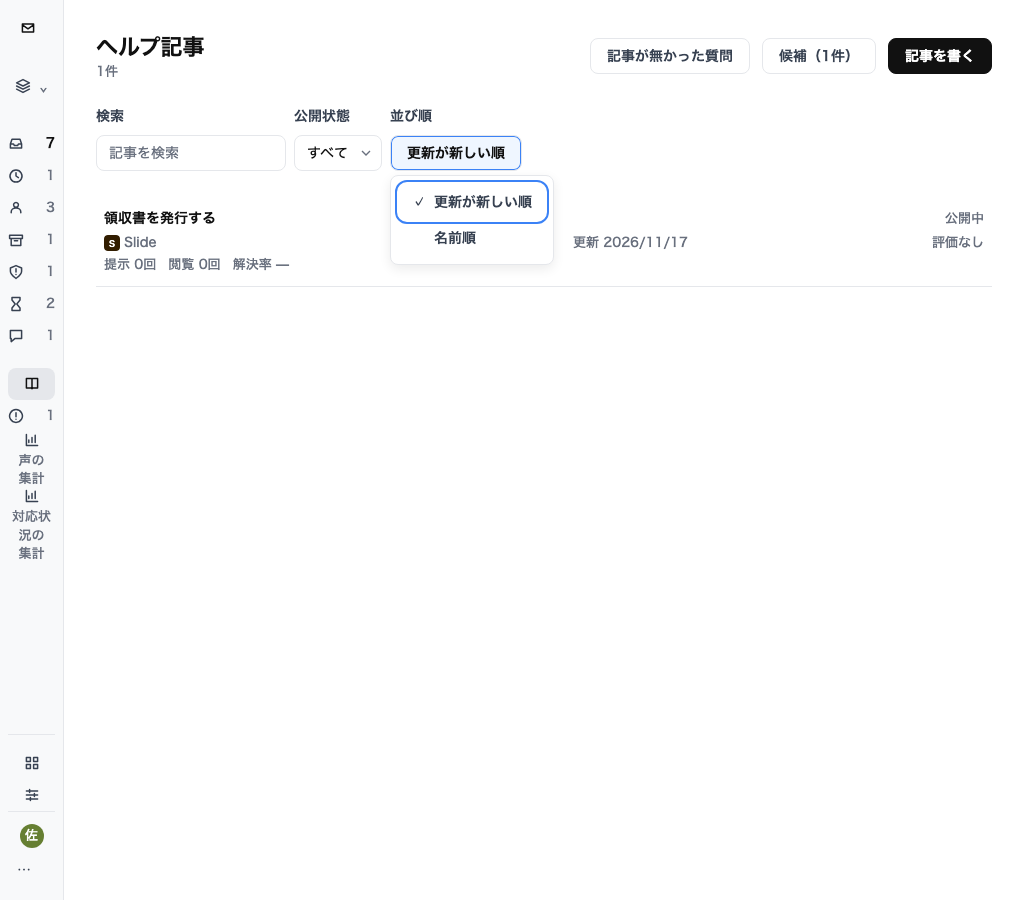 ヘルプ記事
1件
記事が無かった質問
候補（1件）
記事を書く
検索
公開状態
並び順
記事を検索
すべて
更新が新しい順
✓ 更新が新しい順
名前順
領収書を発行する
公開中
S Slide
更新 2026/11/17
評価なし
提示 0回 閲覧 0回 解決率 —
7
1
3
1
1
2
1
1
声の
集計
対応状
況の
集計
佐
…